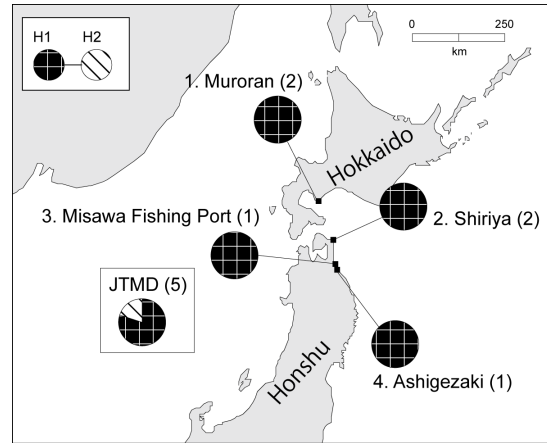 H1 H2
0 250
km
1. Muroran (2)
Hokkaido
3. Misawa Fishing Port (1)
2. Shiriya (2)
JTMD (5)
Honshu
4. Ashigezaki (1)